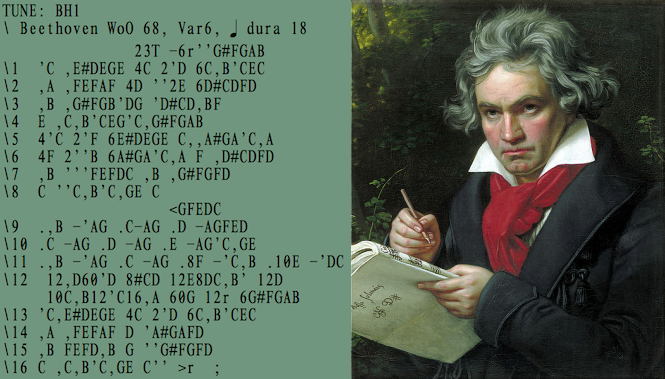 TUNE: BH1
\ Beethoven WoO 68, Var6, ♩ dura 18
23T -6r''G#FGAB
\1 'C ,E#DEGE 4C 2'D 6C,B'CEC
\2 ,A ,FEFAF 4D ''2E 6D#CDFD
\3 ,B ,G#FGB'DG 'D#CD,BF
\4 E ,C,B'CEG'C,G#FGAB
\5 4'C 2'F 6E#DEGE C,,A#GA'C,A
\6 4F 2''B 6A#GA'C,A F ,D#CDFD
\7 ,B '''FEFDC ,B ,G#FGFD
\8 C ''C,B'C,GE C
<GFEDC
\9 .,B -'AG .C-AG .D -AGFED
\10 .C -AG .D -AG .E -AG'C,GE
\11 .,B -'AG .C -AG .8F -'C,B .10E -'DC
\12 12,D60'D 8#CD 12E8DC,B' 12D
10C,B12'C16,A 60G 12r 6G#FGAB
\13 'C,E#DEGE 4C 2'D 6C,B'CEC
\14 ,A ,FEFAF D 'A#GAFD
\15 ,B FEFD,B G ''G#FGFD
\16 C ,C,B'C,GE C'' >r ;